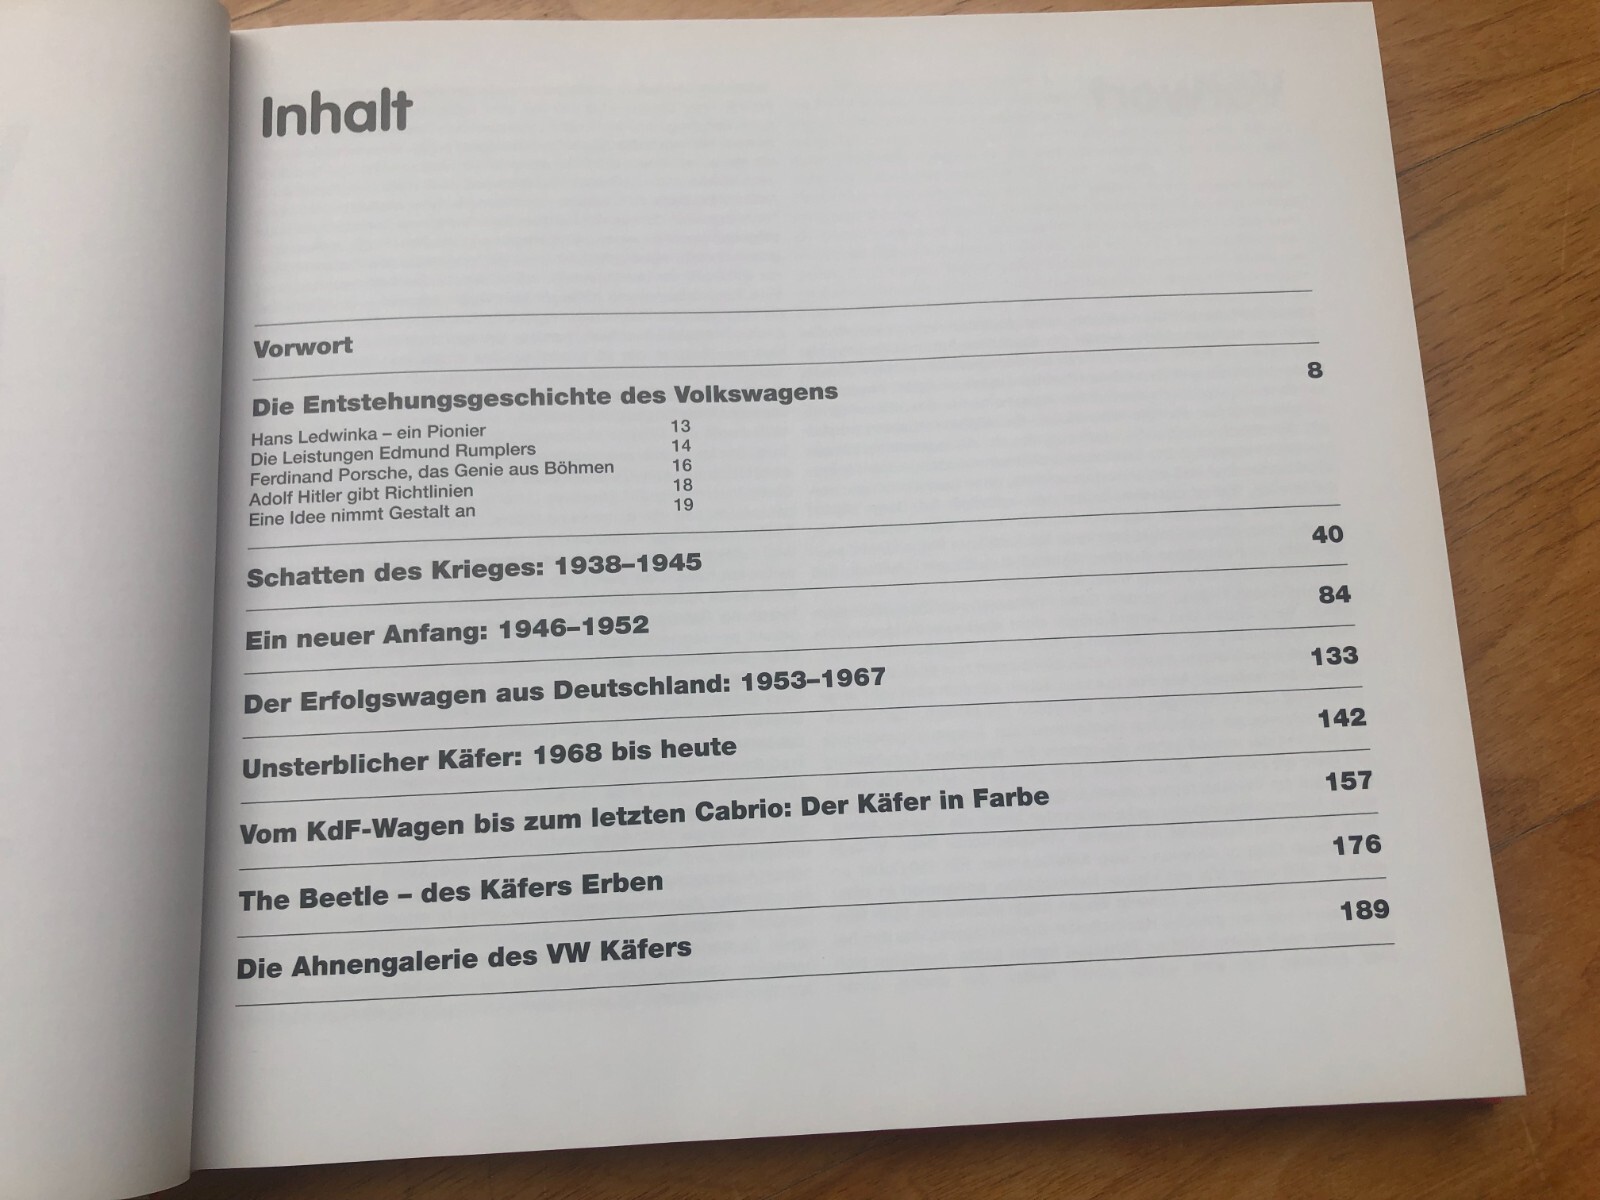 Inhalt
Vorwort
Die Entstehungsgeschichte des Volkswagens 8
Hans Ledwinka – ein Pionier 13
Die Leistungen Edmund Rumplers 14
Ferdinand Porsche, das Genie aus Böhmen 16
Adolf Hitler gibt Richtlinien 18
Eine Idee nimmt Gestalt an 19
Schatten des Krieges: 1938–1945 40
Ein neuer Anfang: 1946–1952 84
Der Erfolgswagen aus Deutschland: 1953–1967 133
Unsterblicher Käfer: 1968 bis heute 142
Vom KdF-Wagen bis zum letzten Cabrio: Der Käfer in Farbe 157
The Beetle – des Käfers Erben 176
Die Ahnengalerie des VW Käfers 189